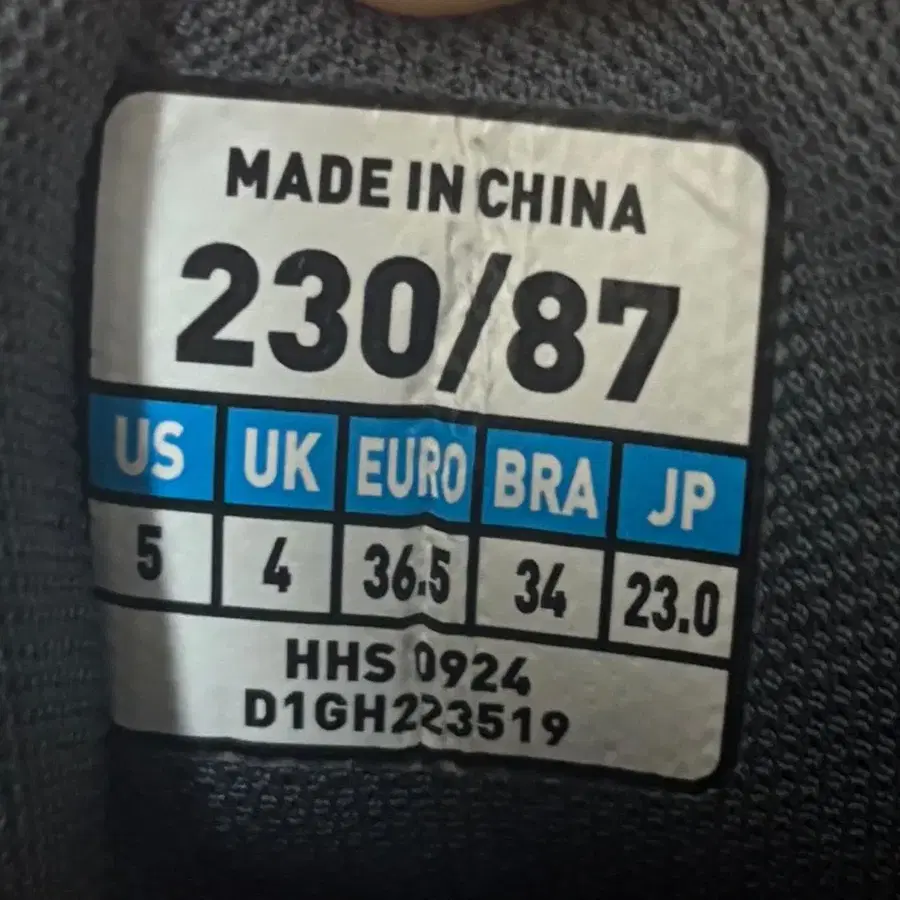 MADE IN CHINA
230/87
US UK EURO BRA JP
5 4 36.5 34 23.0
HHS 0924
D1GH223519